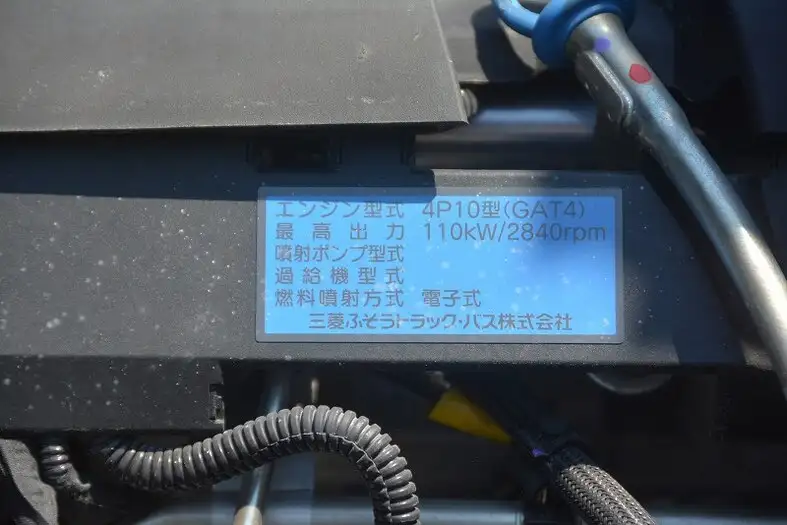 エンジン型式 4P10型(GAT4)
最高出力 110kW/2840rpm
噴射ポンプ型式
過給機型式
燃料噴射方式 電子式
三菱ふそうトラック・バス株式会社